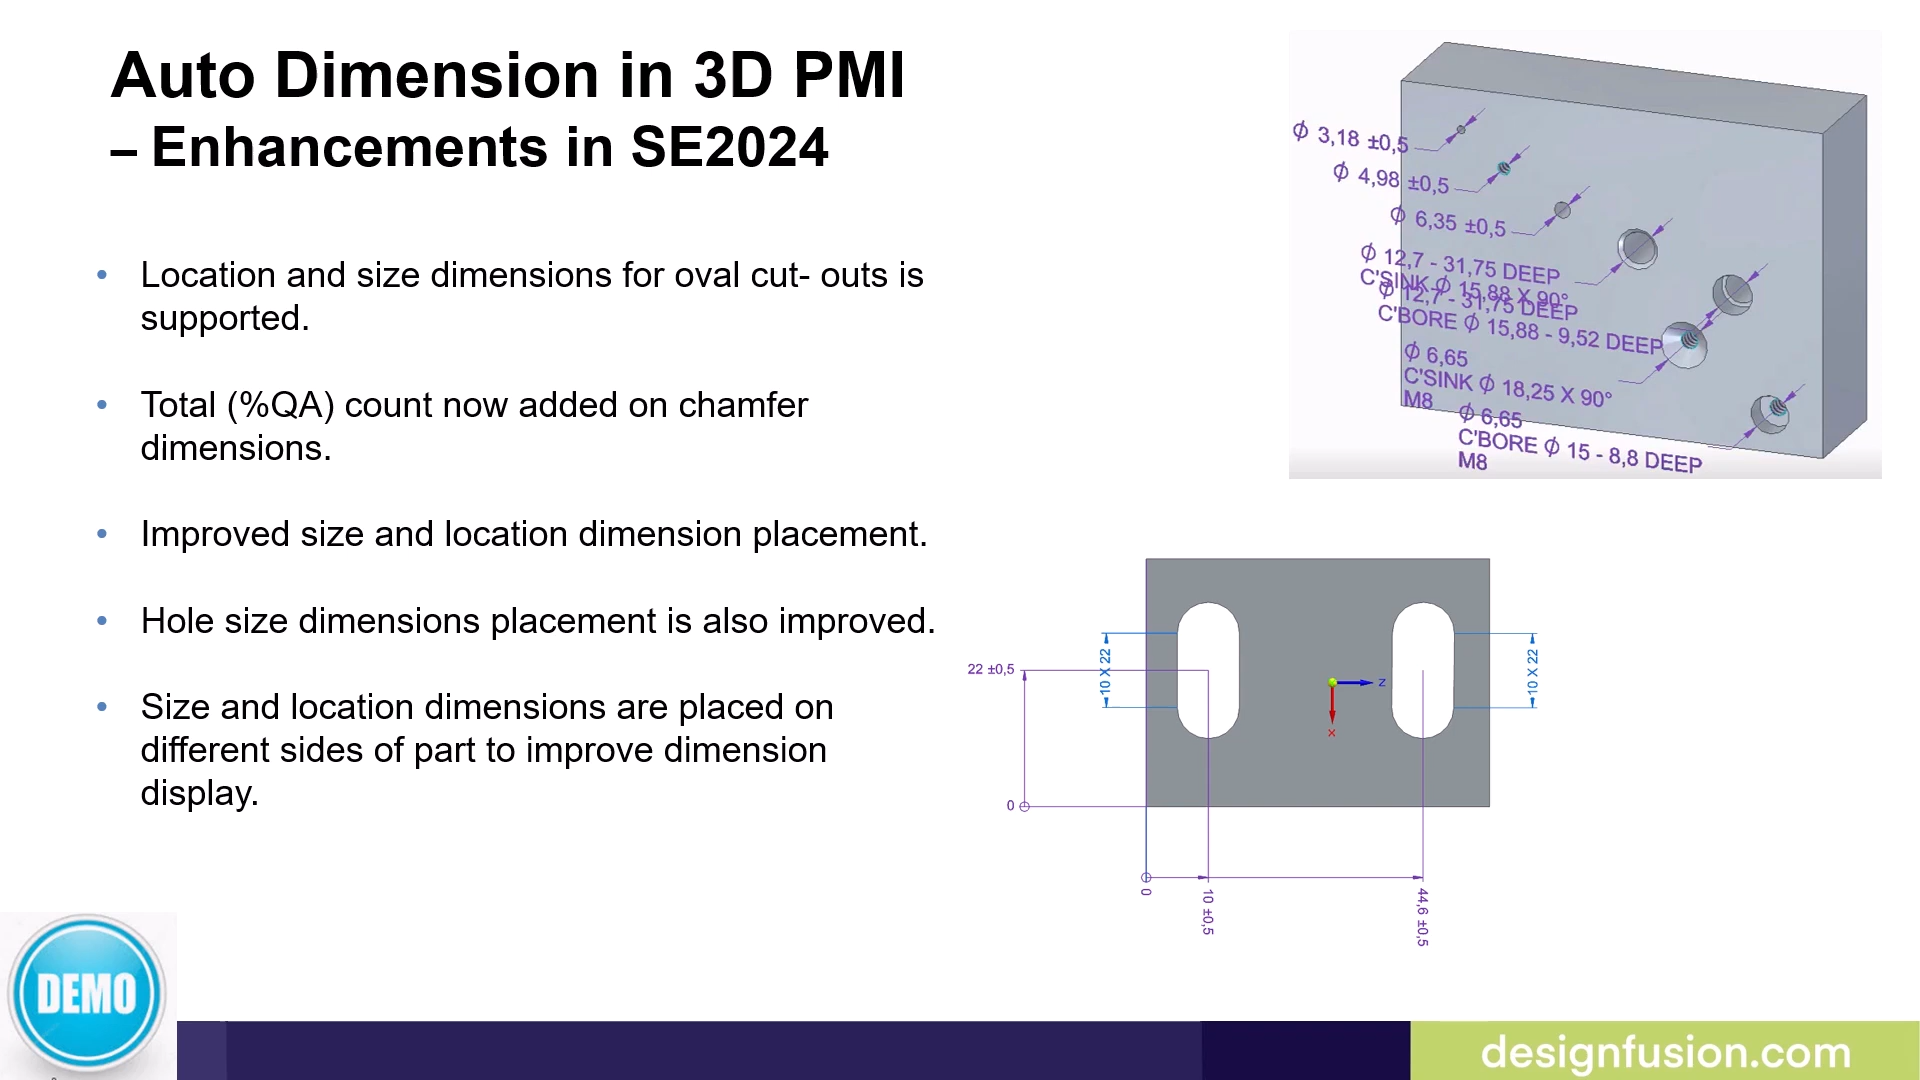 Auto Dimension in 3D PMI
– Enhancements in SE2024
• Location and size dimensions for oval cut- outs is
supported.
• Total (%QA) count now added on chamfer
dimensions.
• Improved size and location dimension placement.
• Hole size dimensions placement is also improved.
• Size and location dimensions are placed on
different sides of part to improve dimension
display.
ϕ 3,18 ±0,5
ϕ 4,98 ±0,5
ϕ 6,35 ±0,5
ϕ 12,7 - 31,75 DEEP
C'SINK ϕ 15,88 X 90°
ϕ 12,7 - 31,75 DEEP
C'BORE ϕ 15,88 - 9,52 DEEP
ϕ 6,65
C'SINK ϕ 18,25 X 90°
M8
ϕ 6,65
C'BORE ϕ 15 - 8,8 DEEP
M8
10 X 22
10 X 22
22 ±0,5
z
x
0
0
10 ±0,5
44,6 ±0,5
DEMO
designfusion.com